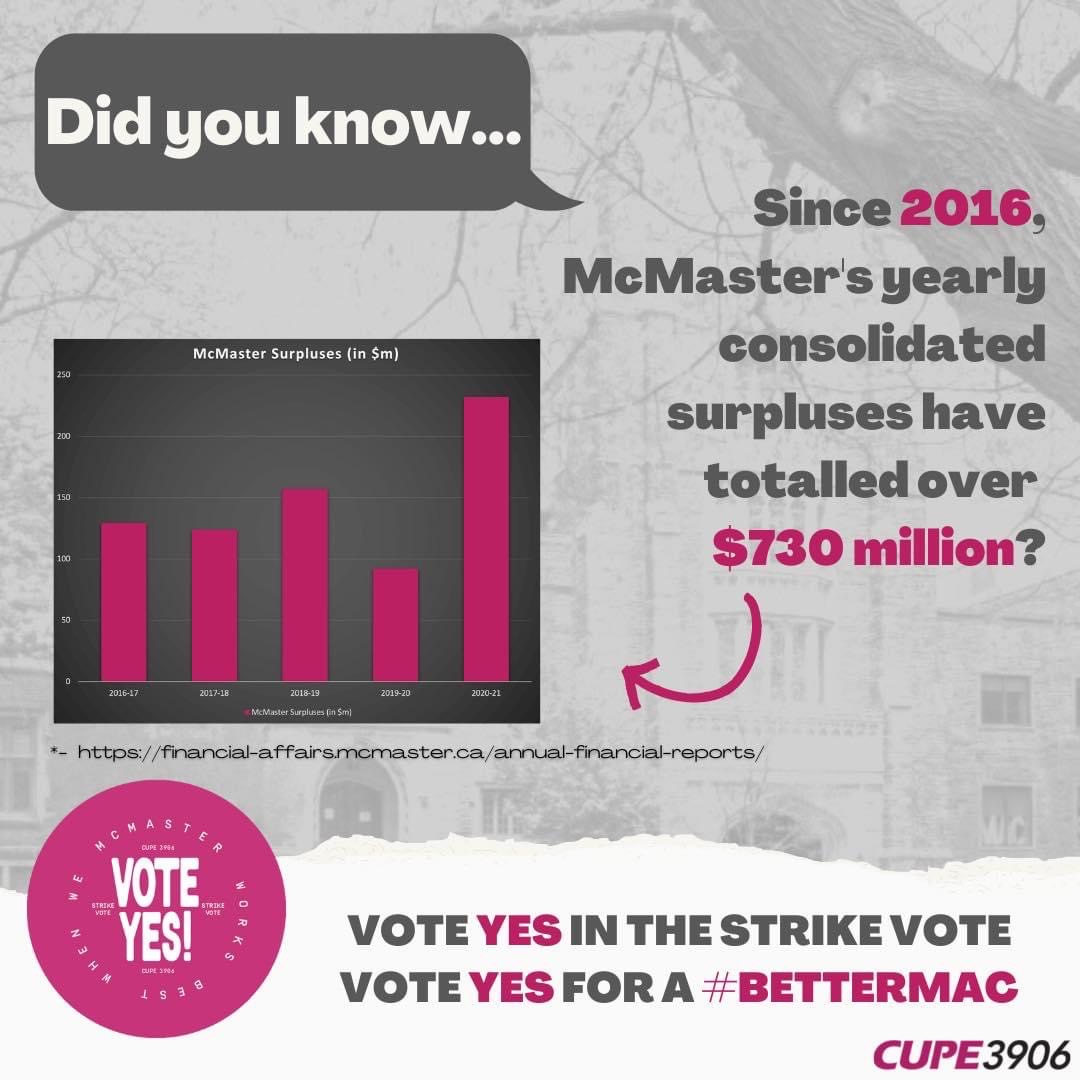 Did you know...
Since 2016,
McMaster's yearly
consolidated
surpluses have
totalled over
$730 million?
McMaster Surpluses (in $m)
250
200
150
100
50
0
2016-17 2017-18 2018-19 2019-20 2020-21
McMaster Surpluses (in $m)
*- https://financial-affairs.mcmaster.ca/annual-financial-reports/
WHEN WE MCMASTER WORKS BEST
CUPE 3906
VOTE
YES!
STRIKE VOTE
STRIKE VOTE
CUPE 3906
VOTE YES IN THE STRIKE VOTE
VOTE YES FOR A #BETTERMAC
CUPE3906